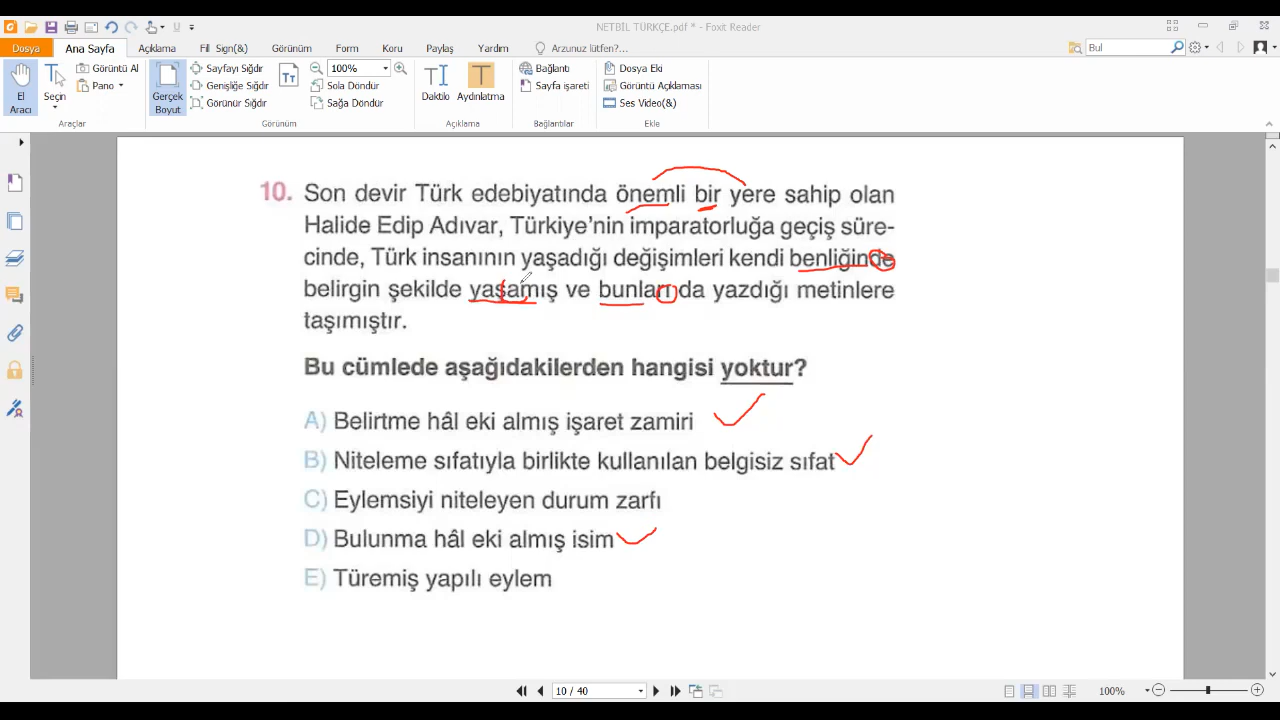 NETBİL TÜRKÇE.pdf * - Foxit Reader
Dosya Ana Sayfa Açıklama Fil Sign(&) Görünüm Form Koru Paylaş Yardım Arzunuz lütfen?... Bul
El Aracı Seçin Görüntü Al Pano Gerçek Boyut Sayfayı Sığdır Genişliğe Sığdır Görünür Sığdır 100% Sola Döndür Sağa Döndür Daktilo Aydınlatma Bağlantı Sayfa işareti Dosya Eki Görüntü Açıklaması Ses Video(&)
Araçlar Görünüm Açıklama Bağlantılar Ekle
10. Son devir Türk edebiyatında önemli bir yere sahip olan
Halide Edip Adıvar, Türkiye'nin imparatorluğa geçiş süre-
cinde, Türk insanının yaşadığı değişimleri kendi benliğinde
belirgin şekilde yaşamış ve bunları da yazdığı metinlere
taşımıştır.
Bu cümlede aşağıdakilerden hangisi yoktur?
A) Belirtme hâl eki almış işaret zamiri
B) Niteleme sıfatıyla birlikte kullanılan belgisiz sıfat
C) Eylemsiyi niteleyen durum zarfı
D) Bulunma hâl eki almış isim
E) Türemiş yapılı eylem
10 / 40 100%